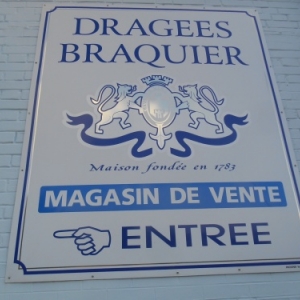 DRAGEES
BRAQUIER
Maison fondée en 1783
MAGASIN DE VENTE
ENTREE